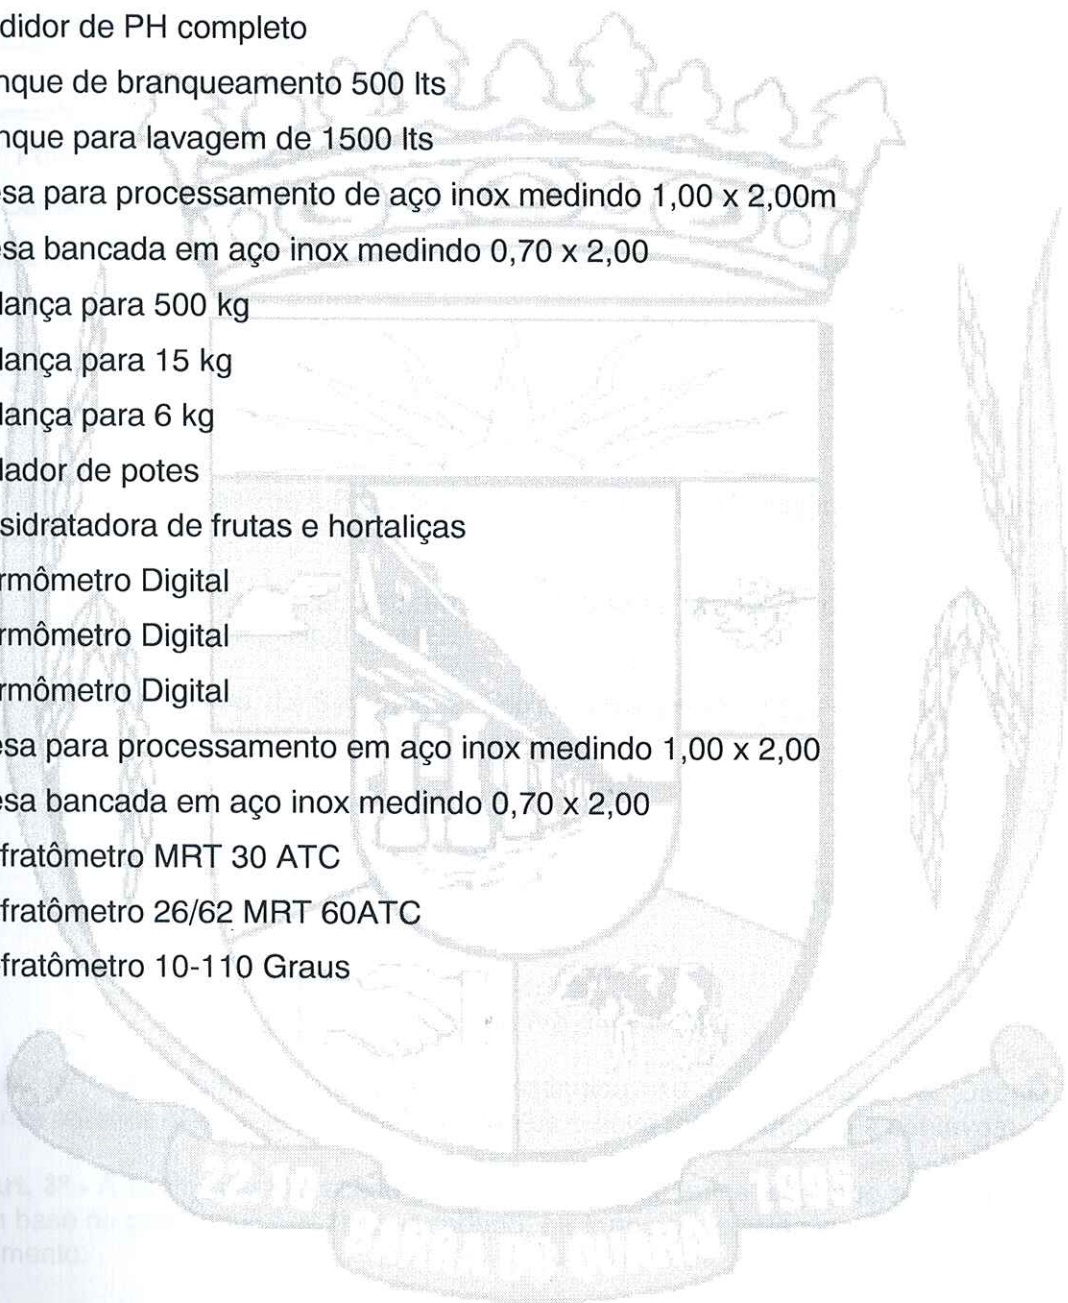 didor de PH completo
nque de branqueamento 500 lts
nque para lavagem de 1500 lts
sa para processamento de aço inox medindo 1,00 x 2,00m
sa bancada em aço inox medindo 0,70 x 2,00
lança para 500 kg
lança para 15 kg
lança para 6 kg
lador de potes
sidratadora de frutas e hortaliças
rmômetro Digital
rmômetro Digital
rmômetro Digital
esa para processamento em aço inox medindo 1,00 x 2,00
esa bancada em aço inox medindo 0,70 x 2,00
fratômetro MRT 30 ATC
fratômetro 26/62 MRT 60ATC
fratômetro 10-110 Graus
1995